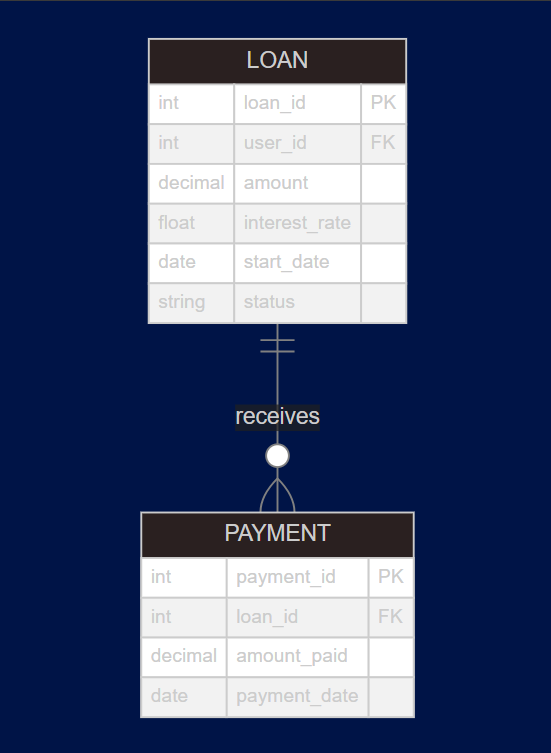 LOAN
int loan_id PK
int user_id FK
decimal amount
float interest_rate
date start_date
string status
receives
PAYMENT
int payment_id PK
int loan_id FK
decimal amount_paid
date payment_date